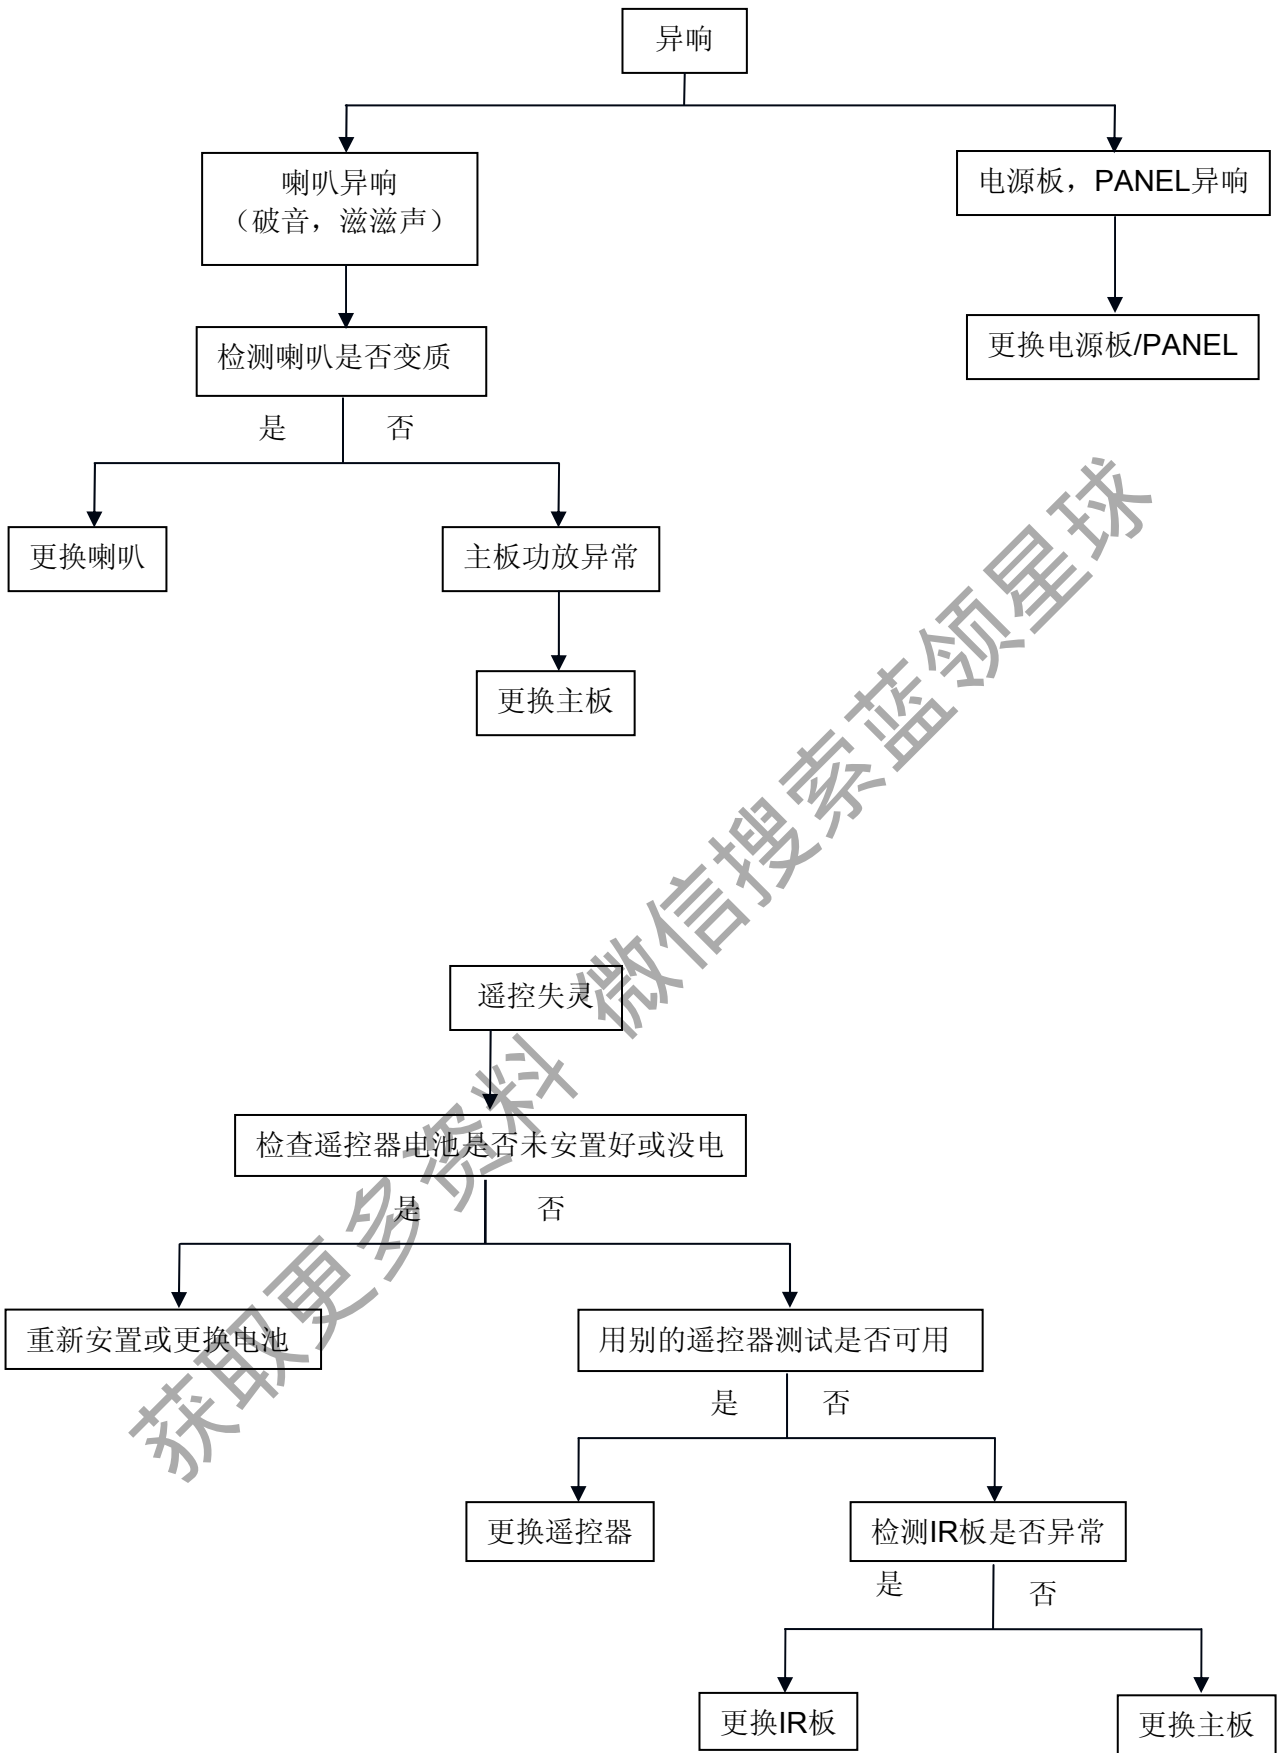 异响
喇叭异响
（破音，滋滋声）
电源板，PANEL异响
检测喇叭是否变质
更换电源板/PANEL
是
否
更换喇叭
主板功放异常
更换主板
遥控失灵
检查遥控器电池是否未安置好或没电
是
否
重新安置或更换电池
用别的遥控器测试是否可用
是
否
更换遥控器
检测IR板是否异常
是
否
更换IR板
更换主板
获取更多资料 微信搜索蓝领星球